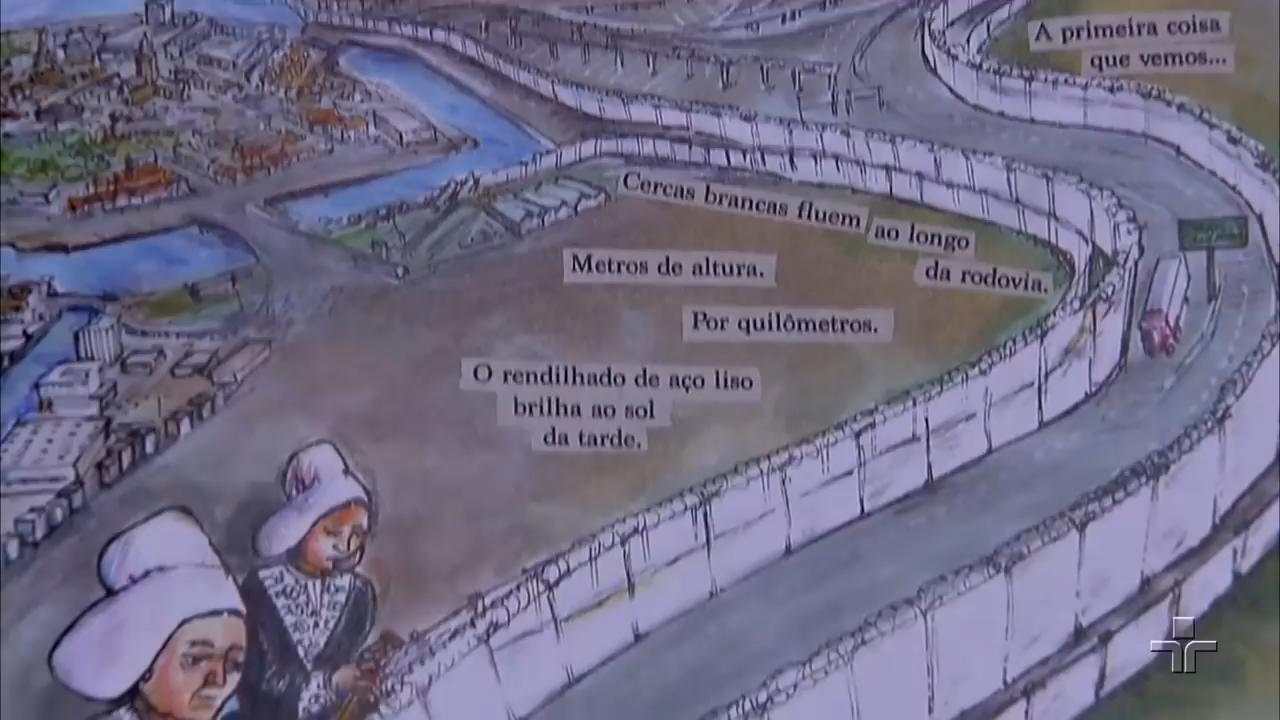 A primeira coisa
que vemos...
Cercas brancas fluem
ao longo
da rodovia.
Metros de altura.
Por quilômetros.
O rendilhado de aço liso
brilha ao sol
da tarde.